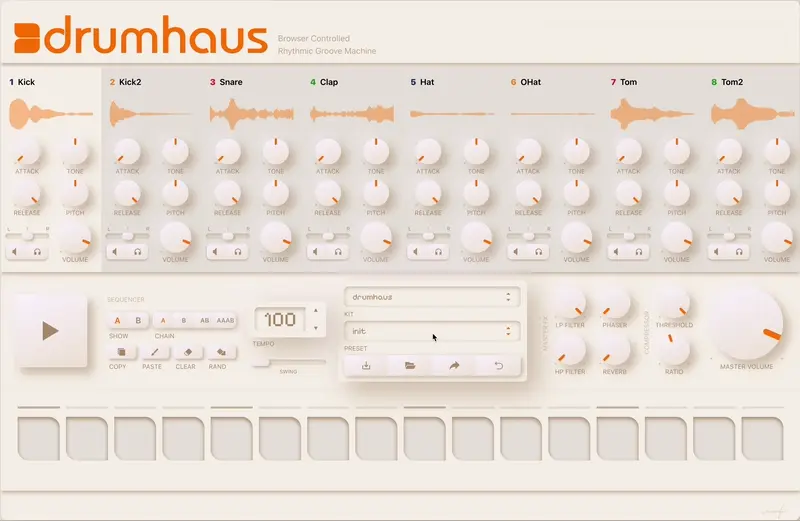 drumhaus
Browser Controlled
Rhythmic Groove Machine
1 Kick
2 Kick2
3 Snare
4 Clap
5 Hat
6 OHat
7 Tom
8 Tom2
ATTACK TONE ATTACK TONE ATTACK TONE ATTACK TONE ATTACK TONE ATTACK TONE ATTACK TONE ATTACK TONE
RELEASE PITCH RELEASE PITCH RELEASE PITCH RELEASE PITCH RELEASE PITCH RELEASE PITCH RELEASE PITCH RELEASE PITCH
L R L R L R L R L R L R L R L R
VOLUME VOLUME VOLUME VOLUME VOLUME VOLUME VOLUME VOLUME
SEQUENCER
A B
A B AB AAAB
SHOW CHAIN
COPY PASTE CLEAR RAND
100
TEMPO
SWING
drumhaus
KIT
init
PRESET
MASTER FX
LP FILTER PHASER
HP FILTER REVERB
COMPRESSOR
THRESHOLD
RATIO
MASTER VOLUME